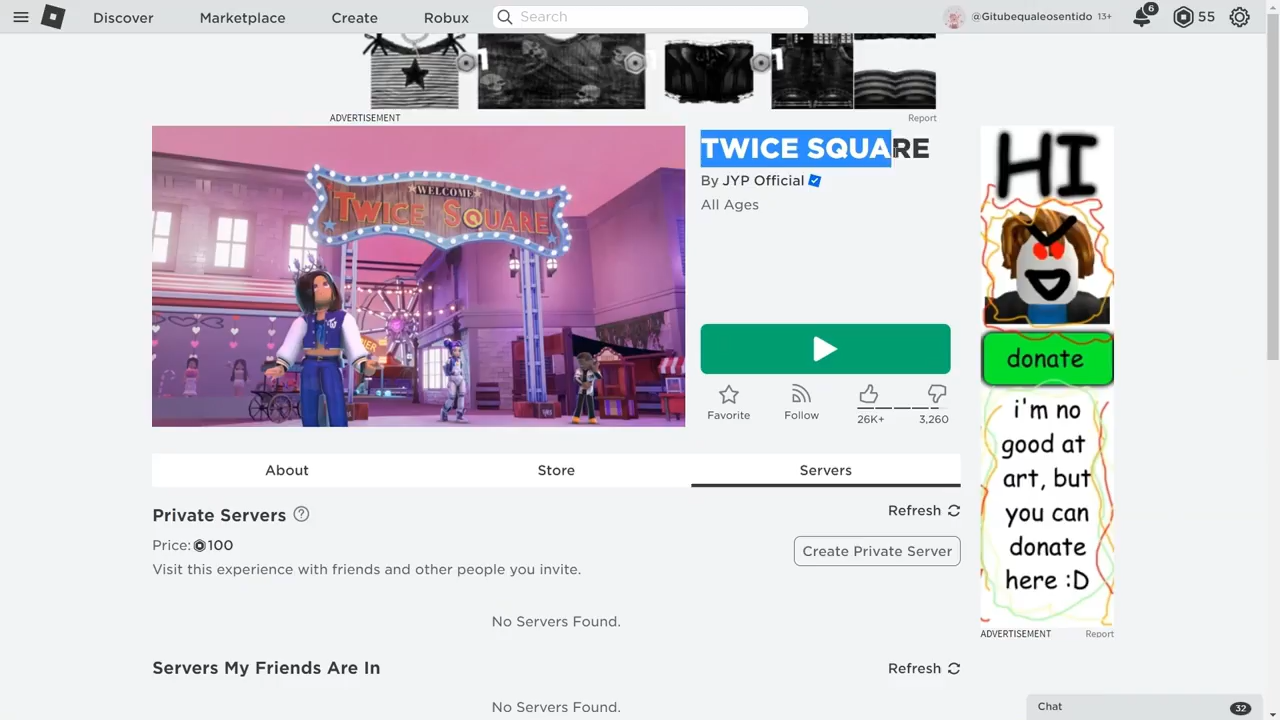 Discover Marketplace Create Robux Search @Gitubequaleosentido 13+ 6 55
ADVERTISEMENT Report
WELCOME
TWICE SQUARE
TWICE SQUARE
By JYP Official
All Ages
Favorite Follow 26K+ 3,260
About Store Servers
Private Servers Refresh
Price: 100
Create Private Server
Visit this experience with friends and other people you invite.
No Servers Found.
Servers My Friends Are In Refresh
No Servers Found.
HI
donate
i'm no
good at
art, but
you can
donate
here :D
ADVERTISEMENT Report
Chat 32